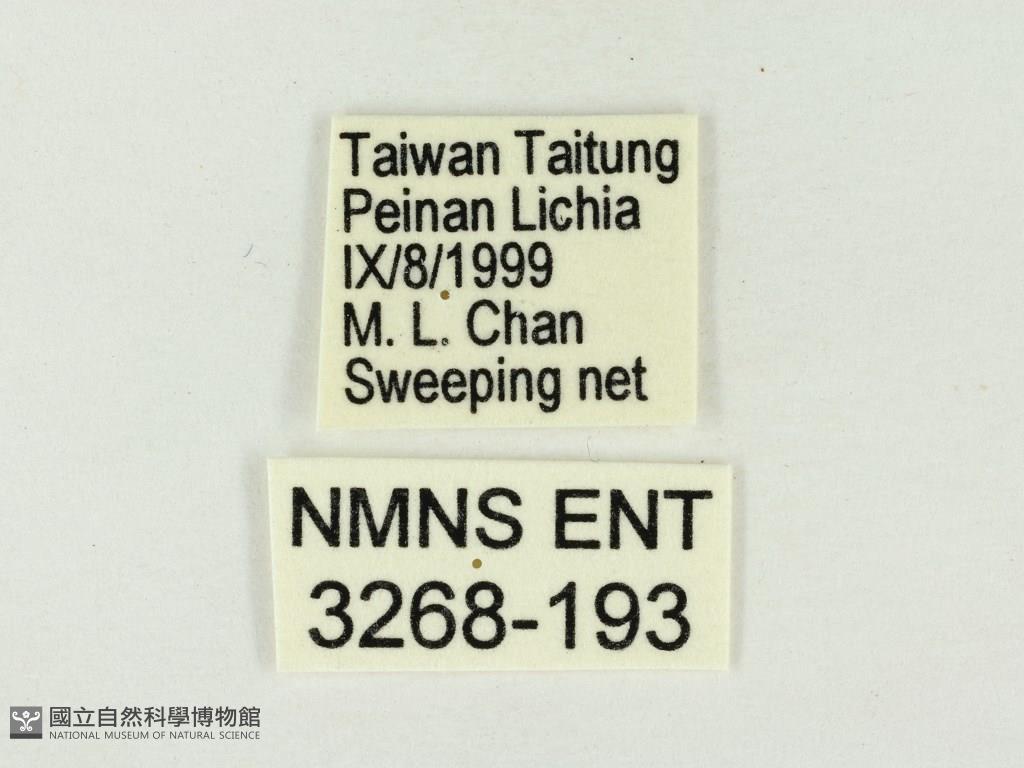 Taiwan Taitung
Peinan Lichia
IX/8/1999
M. L. Chan
Sweeping net
NMNS ENT
3268-193
國立自然科學博物館
NATIONAL MUSEUM OF NATURAL SCIENCE